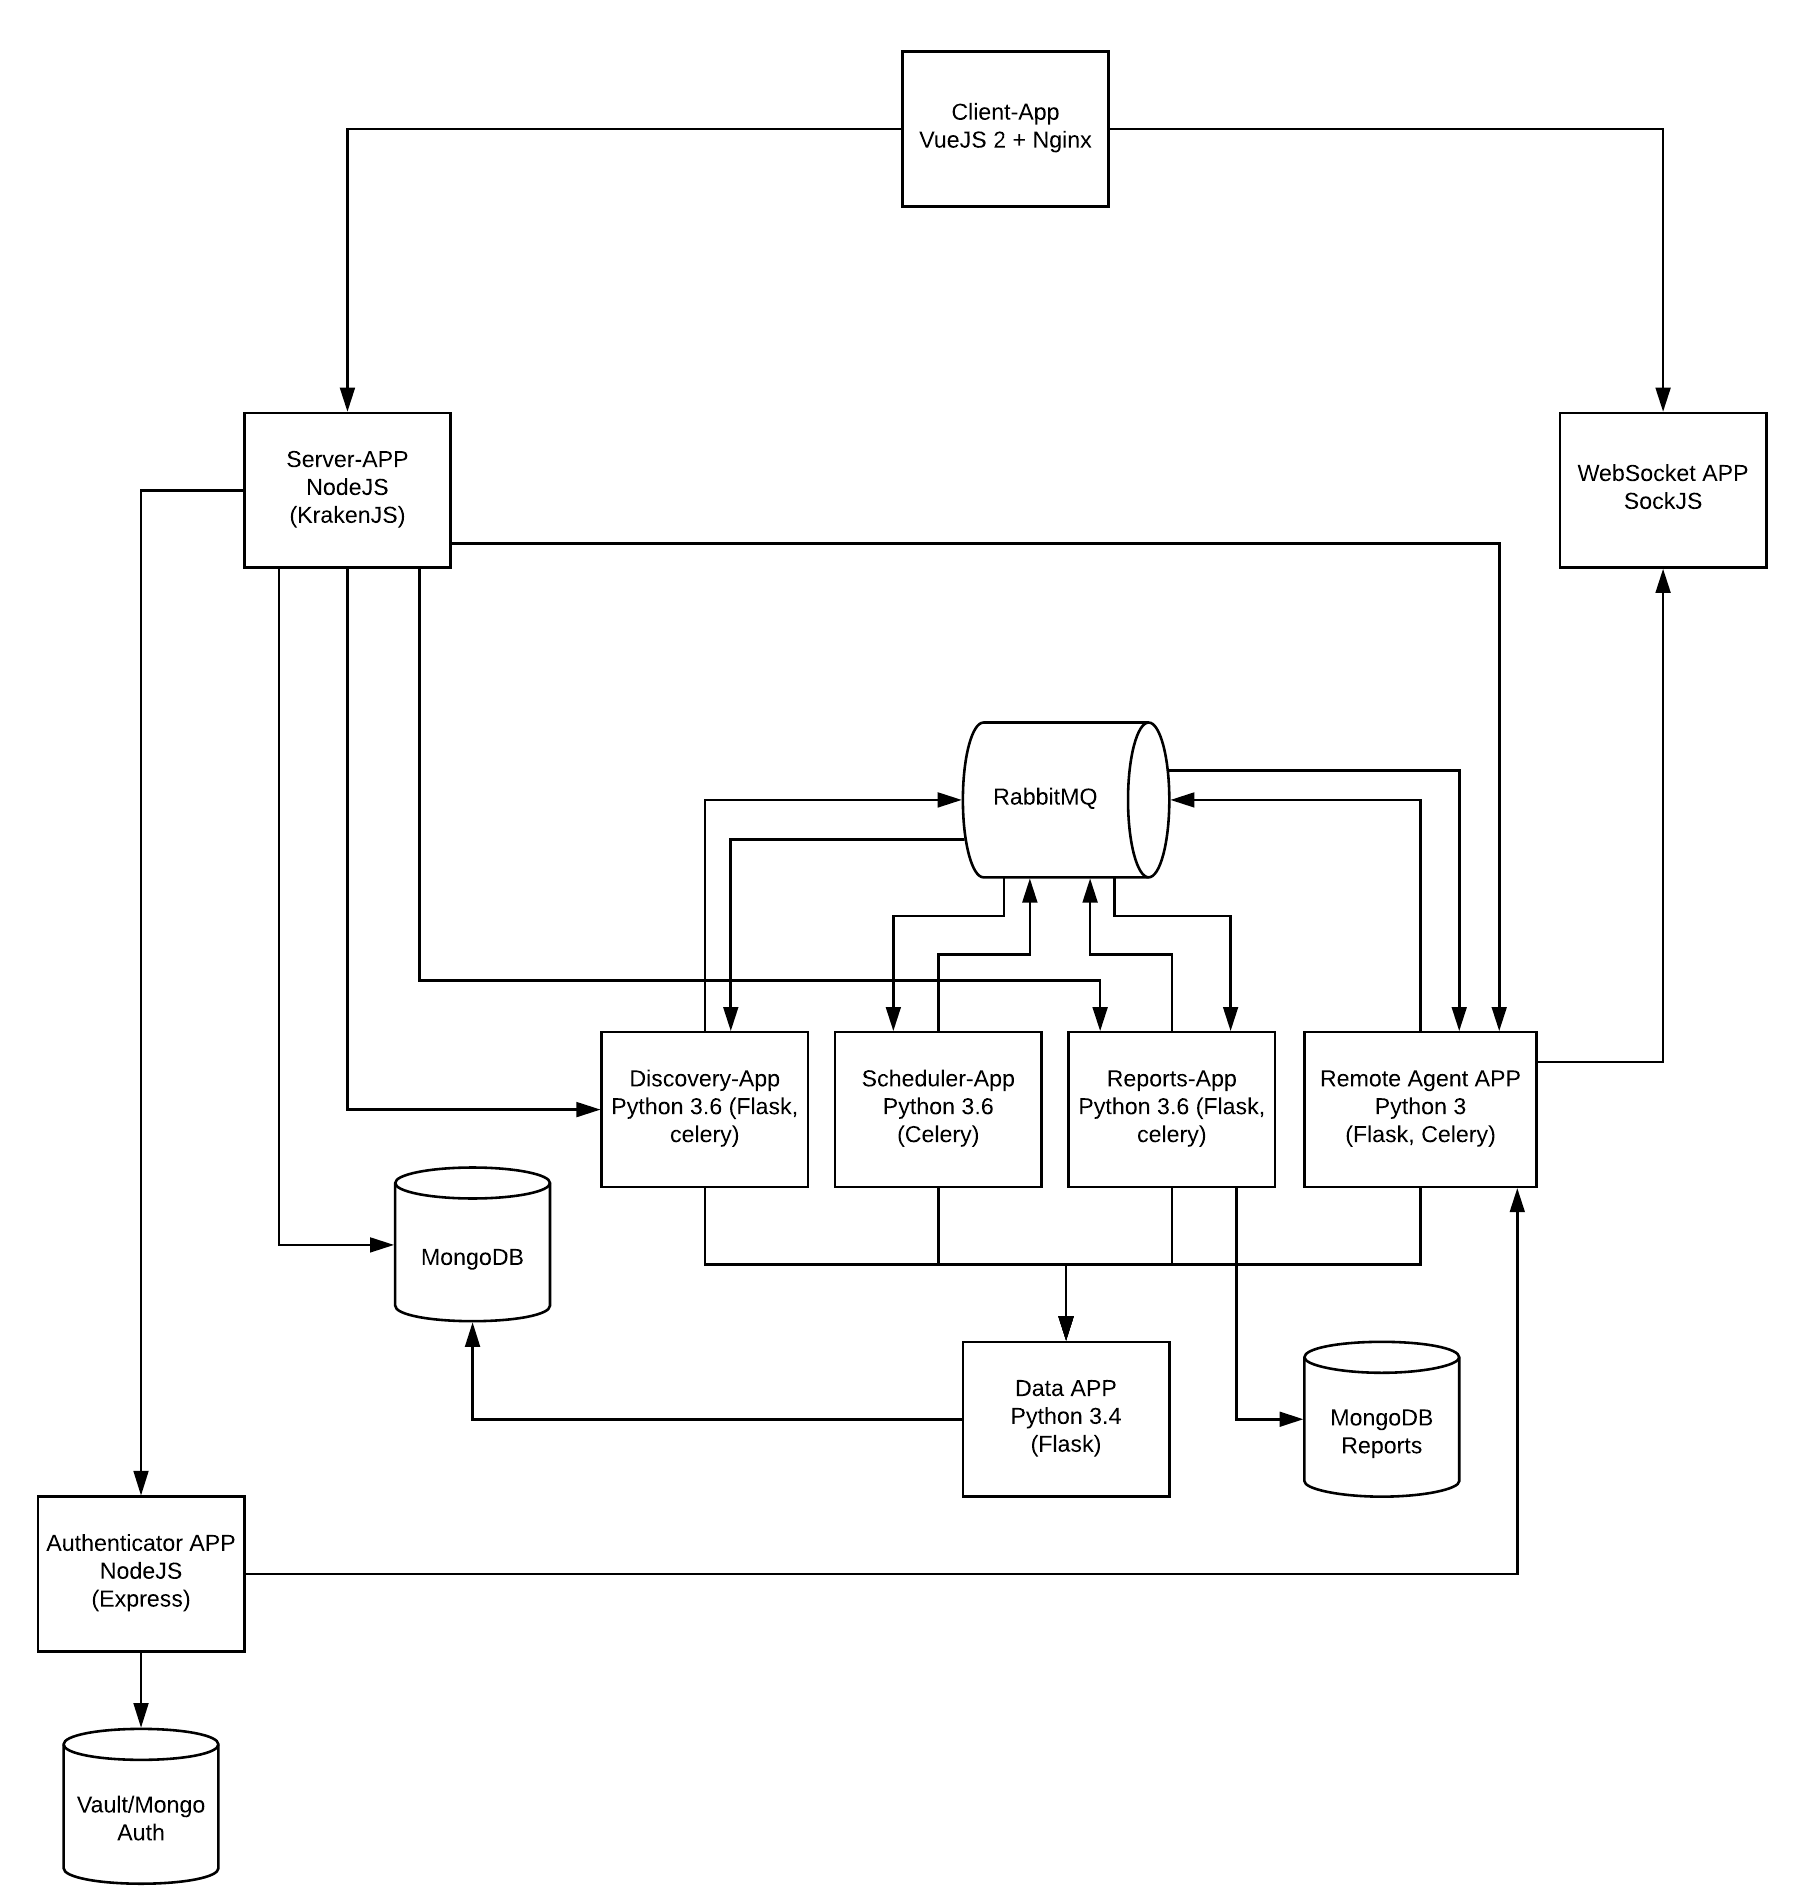 Client-App
VueJS 2 + Nginx
Server-APP
NodeJS
(KrakenJS)
WebSocket APP
SockJS
RabbitMQ
Discovery-App
Python 3.6 (Flask,
celery)
Scheduler-App
Python 3.6
(Celery)
Reports-App
Python 3.6 (Flask,
celery)
Remote Agent APP
Python 3
(Flask, Celery)
MongoDB
Data APP
Python 3.4
(Flask)
MongoDB
Reports
Authenticator APP
NodeJS
(Express)
Vault/Mongo
Auth